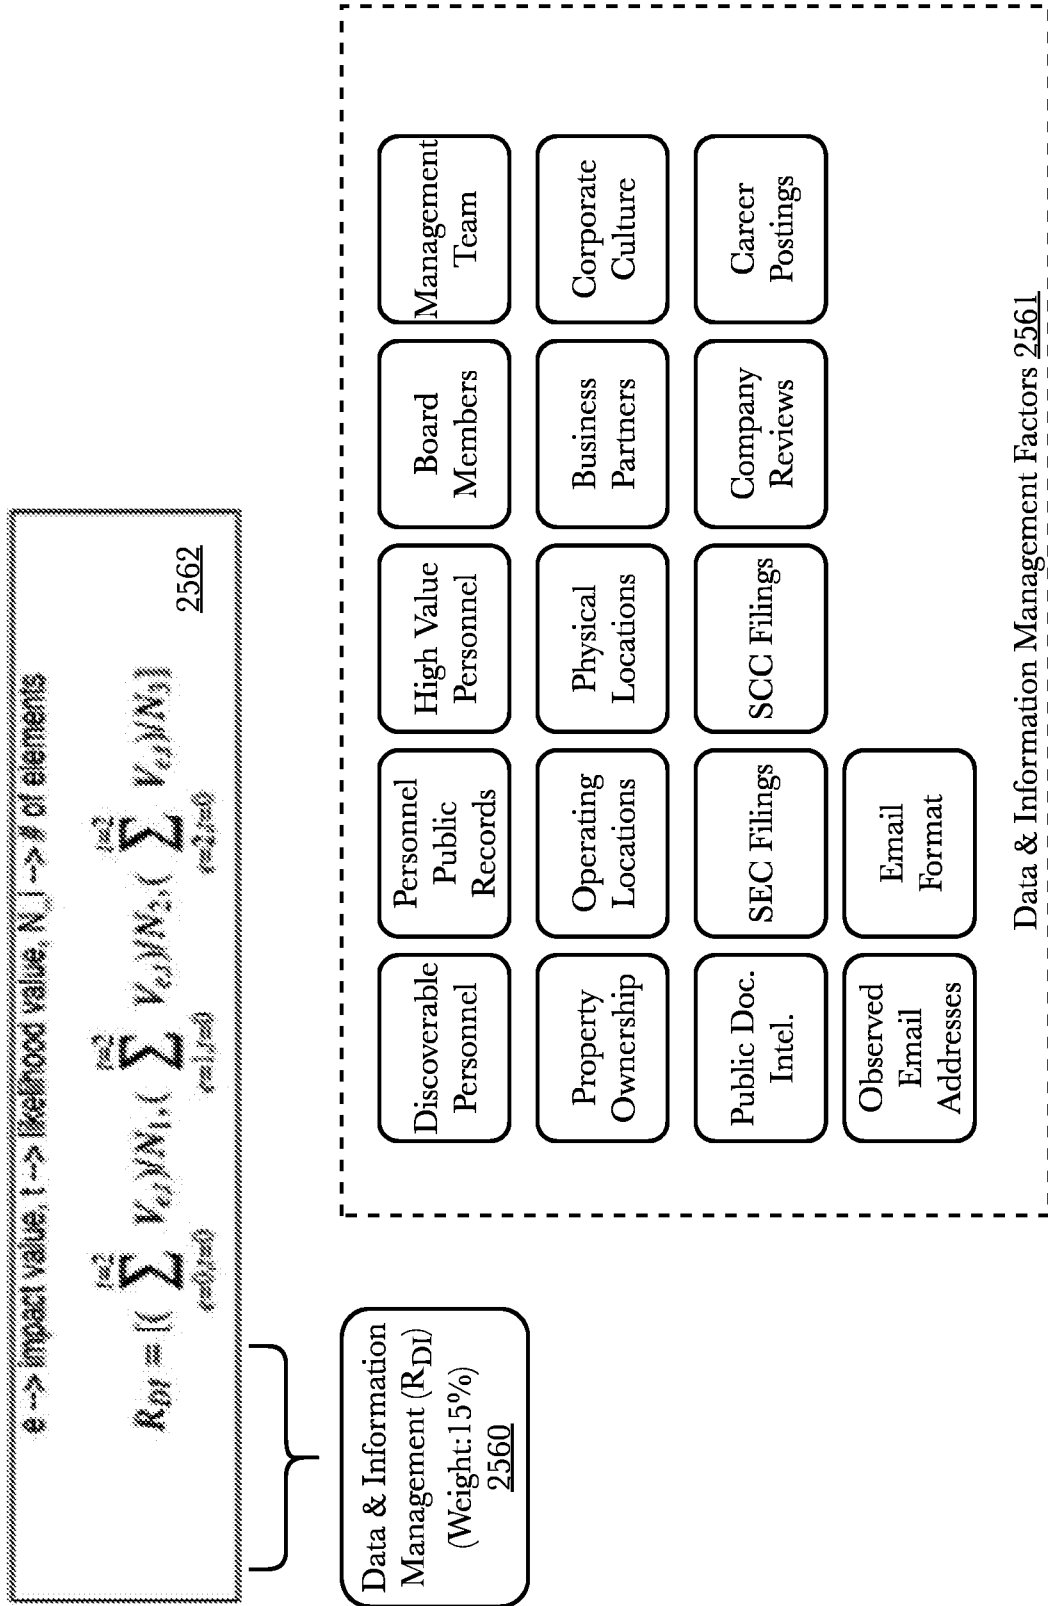 e --> impact value, t --> likelihood value, N_i --> # of elements
R_DI = [( ∑ V_e,t)/N_1, ( ∑ V_e,t)/N_2, ( ∑ V_e,t)/N_3]
2562
Data & Information
Management (R_DI)
(Weight:15%)
2560
Discoverable
Personnel
Personnel
Public
Records
High Value
Personnel
Board
Members
Management
Team
Property
Ownership
Operating
Locations
Physical
Locations
Business
Partners
Corporate
Culture
Public Doc.
Intel.
SEC Filings
SCC Filings
Company
Reviews
Career
Postings
Observed
Email
Addresses
Email
Format
Data & Information Management Factors 2561